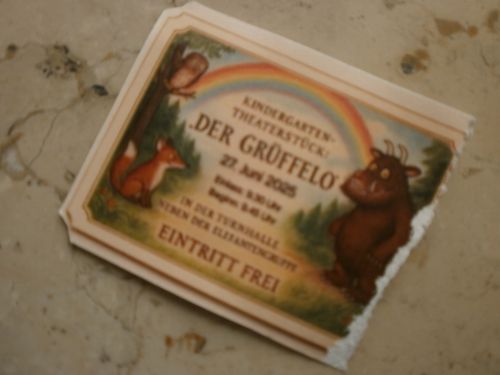 KINDERGARTEN-
THEATERSTÜCK:
„DER GRÜFFELO“
27. Juni 2025
Einlass: 9:30 Uhr
Beginn: 9:45 Uhr
IN DER TURNHALLE
NEBEN DER ELEFANTENGRUPPE
EINTRITT FREI